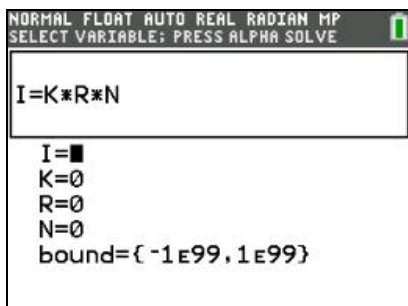 NORMAL FLOAT AUTO REAL RADIAN MP
SELECT VARIABLE; PRESS ALPHA SOLVE
I=K*R*N
I=
K=0
R=0
N=0
bound={-1E99,1E99}